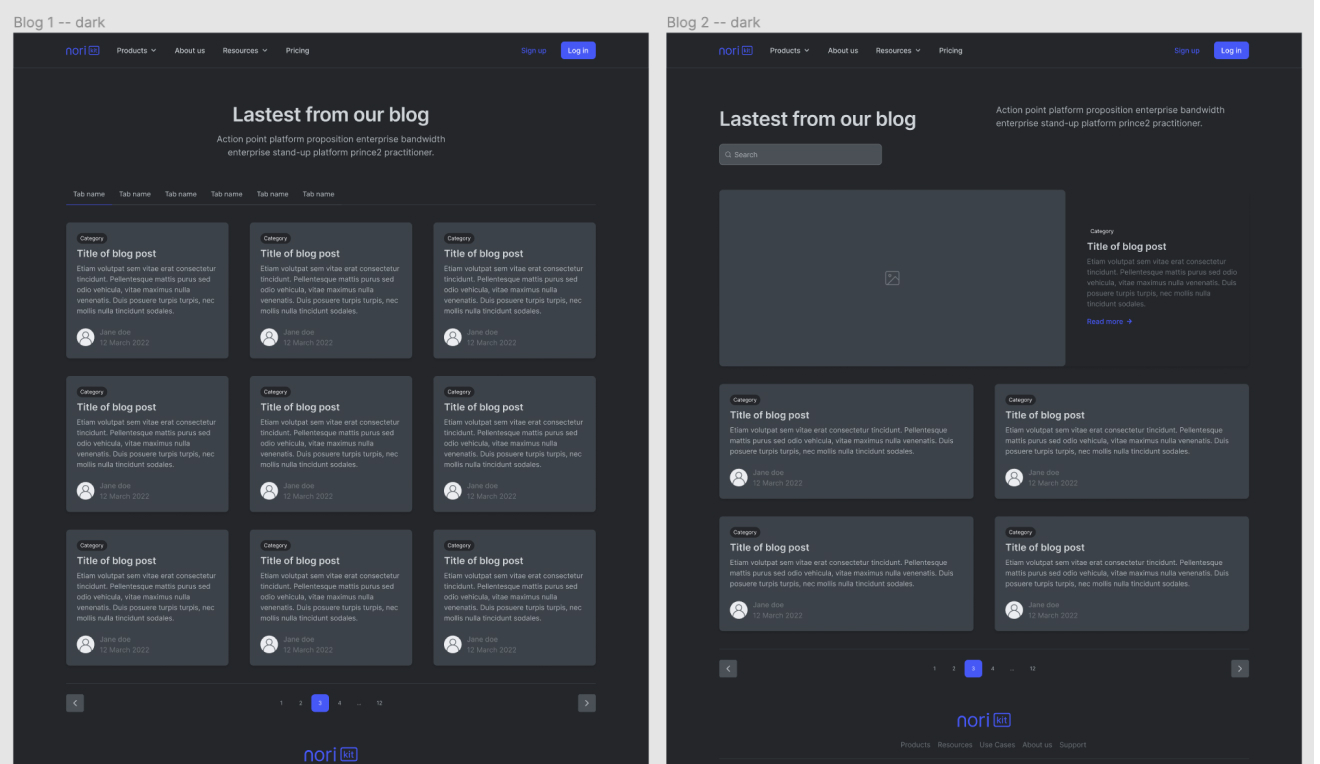 Blog 1 -- dark
nori kit
Products
About us
Resources
Pricing
Sign up
Log in
Lastest from our blog
Action point platform proposition enterprise bandwidth
enterprise stand-up platform prince2 practitioner.
Tab name
Tab name
Tab name
Tab name
Tab name
Tab name
Category
Title of blog post
Etiam volutpat sem vitae erat consectetur
tincidunt. Pellentesque mattis purus sed
odio vehicula, vitae maximus nulla
venenatis. Duis posuere turpis turpis, nec
mollis nulla tincidunt sodales.
Jane doe
12 March 2022
Category
Title of blog post
Etiam volutpat sem vitae erat consectetur
tincidunt. Pellentesque mattis purus sed
odio vehicula, vitae maximus nulla
venenatis. Duis posuere turpis turpis, nec
mollis nulla tincidunt sodales.
Jane doe
12 March 2022
Category
Title of blog post
Etiam volutpat sem vitae erat consectetur
tincidunt. Pellentesque mattis purus sed
odio vehicula, vitae maximus nulla
venenatis. Duis posuere turpis turpis, nec
mollis nulla tincidunt sodales.
Jane doe
12 March 2022
Category
Title of blog post
Etiam volutpat sem vitae erat consectetur
tincidunt. Pellentesque mattis purus sed
odio vehicula, vitae maximus nulla
venenatis. Duis posuere turpis turpis, nec
mollis nulla tincidunt sodales.
Jane doe
12 March 2022
Category
Title of blog post
Etiam volutpat sem vitae erat consectetur
tincidunt. Pellentesque mattis purus sed
odio vehicula, vitae maximus nulla
venenatis. Duis posuere turpis turpis, nec
mollis nulla tincidunt sodales.
Jane doe
12 March 2022
Category
Title of blog post
Etiam volutpat sem vitae erat consectetur
tincidunt. Pellentesque mattis purus sed
odio vehicula, vitae maximus nulla
venenatis. Duis posuere turpis turpis, nec
mollis nulla tincidunt sodales.
Jane doe
12 March 2022
Category
Title of blog post
Etiam volutpat sem vitae erat consectetur
tincidunt. Pellentesque mattis purus sed
odio vehicula, vitae maximus nulla
venenatis. Duis posuere turpis turpis, nec
mollis nulla tincidunt sodales.
Jane doe
12 March 2022
Category
Title of blog post
Etiam volutpat sem vitae erat consectetur
tincidunt. Pellentesque mattis purus sed
odio vehicula, vitae maximus nulla
venenatis. Duis posuere turpis turpis, nec
mollis nulla tincidunt sodales.
Jane doe
12 March 2022
Category
Title of blog post
Etiam volutpat sem vitae erat consectetur
tincidunt. Pellentesque mattis purus sed
odio vehicula, vitae maximus nulla
venenatis. Duis posuere turpis turpis, nec
mollis nulla tincidunt sodales.
Jane doe
12 March 2022
1 2 3 4 ... 12
nori kit
Blog 2 -- dark
nori kit
Products
About us
Resources
Pricing
Sign up
Log in
Lastest from our blog
Action point platform proposition enterprise bandwidth
enterprise stand-up platform prince2 practitioner.
Search
Category
Title of blog post
Etiam volutpat sem vitae erat consectetur
tincidunt. Pellentesque mattis purus sed odio
vehicula, vitae maximus nulla venenatis. Duis
posuere turpis turpis, nec mollis nulla
tincidunt sodales.
Read more →
Category
Title of blog post
Etiam volutpat sem vitae erat consectetur tincidunt. Pellentesque
mattis purus sed odio vehicula, vitae maximus nulla venenatis. Duis
posuere turpis turpis, nec mollis nulla tincidunt sodales.
Jane doe
12 March 2022
Category
Title of blog post
Etiam volutpat sem vitae erat consectetur tincidunt. Pellentesque
mattis purus sed odio vehicula, vitae maximus nulla venenatis. Duis
posuere turpis turpis, nec mollis nulla tincidunt sodales.
Jane doe
12 March 2022
Category
Title of blog post
Etiam volutpat sem vitae erat consectetur tincidunt. Pellentesque
mattis purus sed odio vehicula, vitae maximus nulla venenatis. Duis
posuere turpis turpis, nec mollis nulla tincidunt sodales.
Jane doe
12 March 2022
Category
Title of blog post
Etiam volutpat sem vitae erat consectetur tincidunt. Pellentesque
mattis purus sed odio vehicula, vitae maximus nulla venenatis. Duis
posuere turpis turpis, nec mollis nulla tincidunt sodales.
Jane doe
12 March 2022
1 2 3 4 ... 12
nori kit
Products Resources Use Cases About us Support